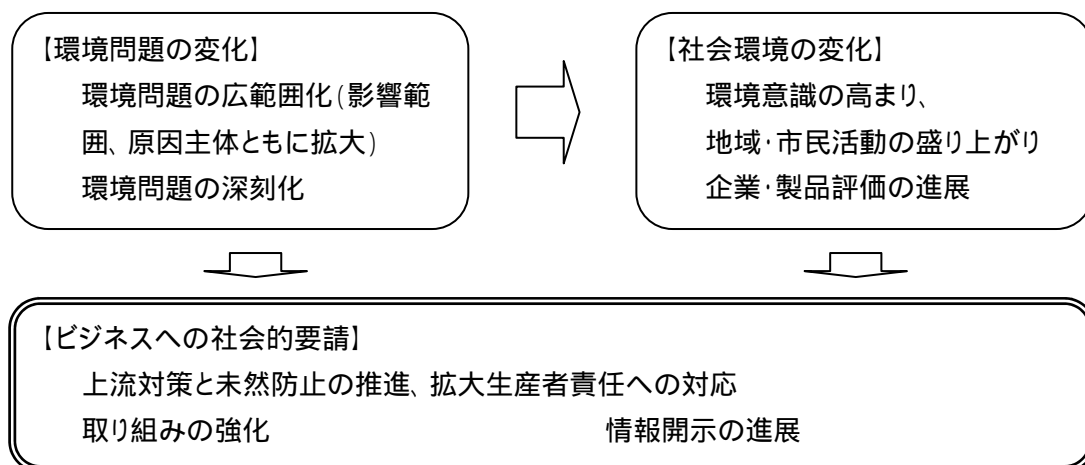 【環境問題の変化】
環境問題の広範囲化(影響範
囲、原因主体ともに拡大)
環境問題の深刻化
【社会環境の変化】
環境意識の高まり、
地域・市民活動の盛り上がり
企業・製品評価の進展
【ビジネスへの社会的要請】
上流対策と未然防止の推進、拡大生産者責任への対応
取り組みの強化 情報開示の進展